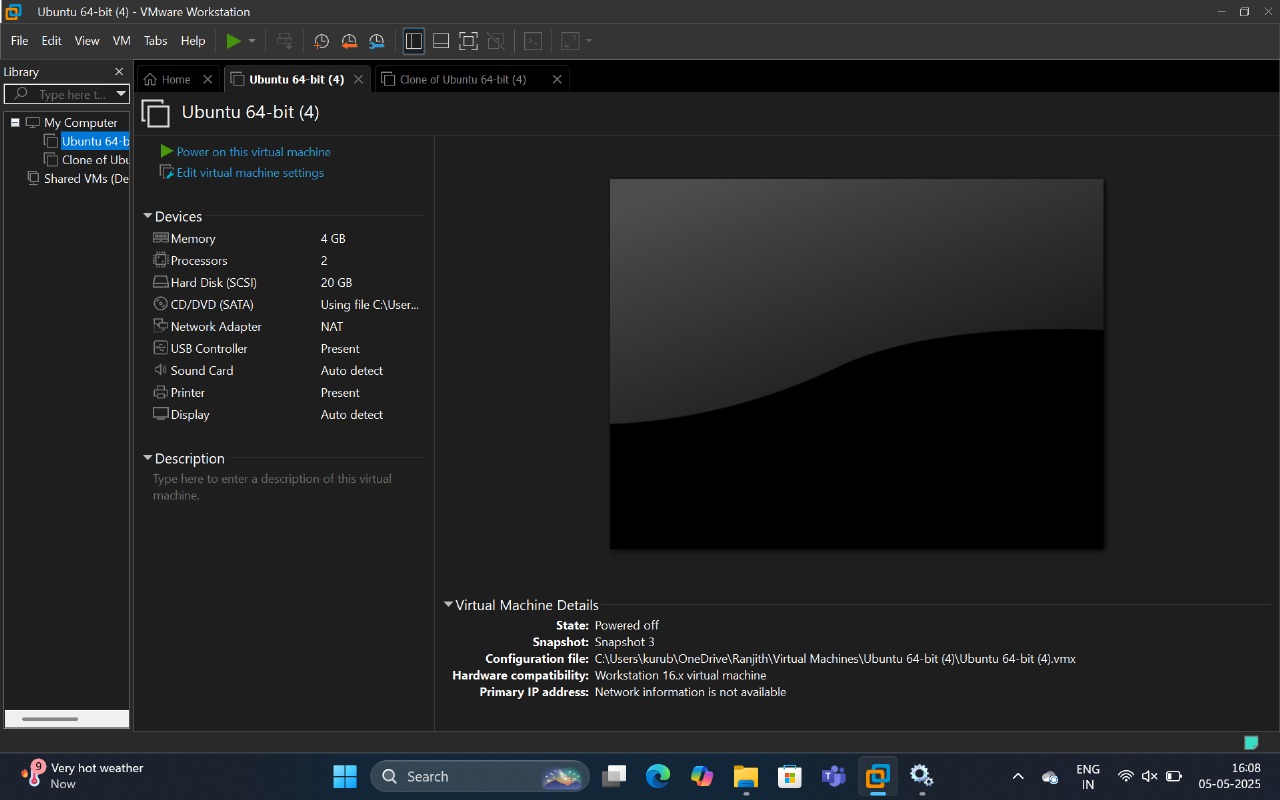 Ubuntu 64-bit (4) - VMware Workstation
File Edit View VM Tabs Help
Library
Type here t...
My Computer
Ubuntu 64-b
Clone of Ubu
Shared VMs (De
Home
Ubuntu 64-bit (4)
Clone of Ubuntu 64-bit (4)
Ubuntu 64-bit (4)
Power on this virtual machine
Edit virtual machine settings
Devices
Memory 4 GB
Processors 2
Hard Disk (SCSI) 20 GB
CD/DVD (SATA) Using file C:\User...
Network Adapter NAT
USB Controller Present
Sound Card Auto detect
Printer Present
Display Auto detect
Description
Type here to enter a description of this virtual
machine.
Virtual Machine Details
State: Powered off
Snapshot: Snapshot 3
Configuration file: C:\Users\kurub\OneDrive\Ranjith\Virtual Machines\Ubuntu 64-bit (4)\Ubuntu 64-bit (4).vmx
Hardware compatibility: Workstation 16.x virtual machine
Primary IP address: Network information is not available
9
Very hot weather
Now
Search
ENG
IN
16:08
05-05-2025